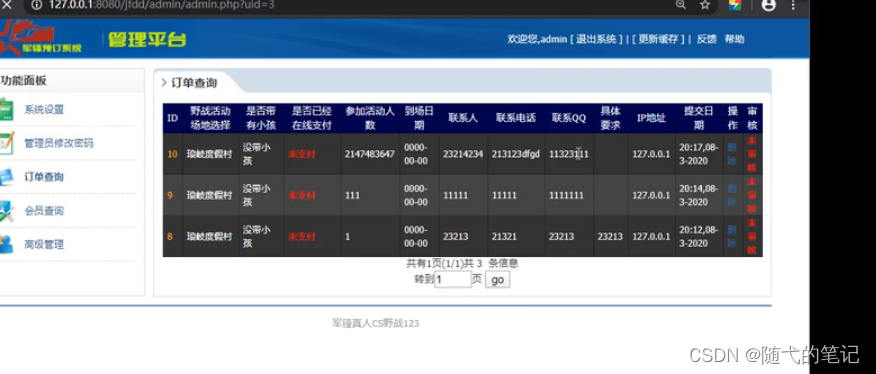 127.0.0.1:8080/jfdd/admin/admin.php?uid=3
军锋预订系统 管理平台 欢迎您,admin [ 退出系统 ] | [ 更新缓存 ] | 反馈 帮助
功能面板
系统设置
管理员修改密码
订单查询
会员查询
高级管理
订单查询
ID 野战活动场地选择 是否带有小孩 是否已经在线支付 参加活动人数 到场日期 联系人 联系电话 联系QQ 具体要求 IP地址 提交日期 操作 审核
10 琅岐度假村 没带小孩 未支付 2147483647 0000-00-00 23214234 213123dfgd 11323111 127.0.0.1 20:17,08-3-2020 删除 未审核
9 琅岐度假村 没带小孩 未支付 111 0000-00-00 11111 11111 1111111 127.0.0.1 20:14,08-3-2020 删除 未审核
8 琅岐度假村 没带小孩 未支付 1 0000-00-00 23213 21321 23213 23213 127.0.0.1 20:12,08-3-2020 删除 未审核
共有1页(1/1)共 3 条信息
转到1页 go
军锋真人CS野战123
CSDN @随弋的笔记